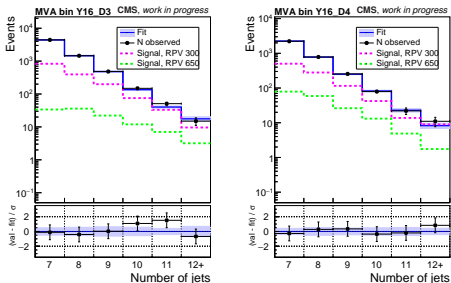 MVA bin Y16_D3 CMS, work in progress
Events
Fit
N observed
Signal, RPV 300
Signal, RPV 650
10⁴
10³
10²
10
1
10⁻¹
(val - fit) / σ
2
0
−2
7 8 9 10 11 12+
Number of jets
MVA bin Y16_D4 CMS, work in progress
Events
Fit
N observed
Signal, RPV 300
Signal, RPV 650
10⁴
10³
10²
10
1
10⁻¹
(val - fit) / σ
2
0
−2
7 8 9 10 11 12+
Number of jets